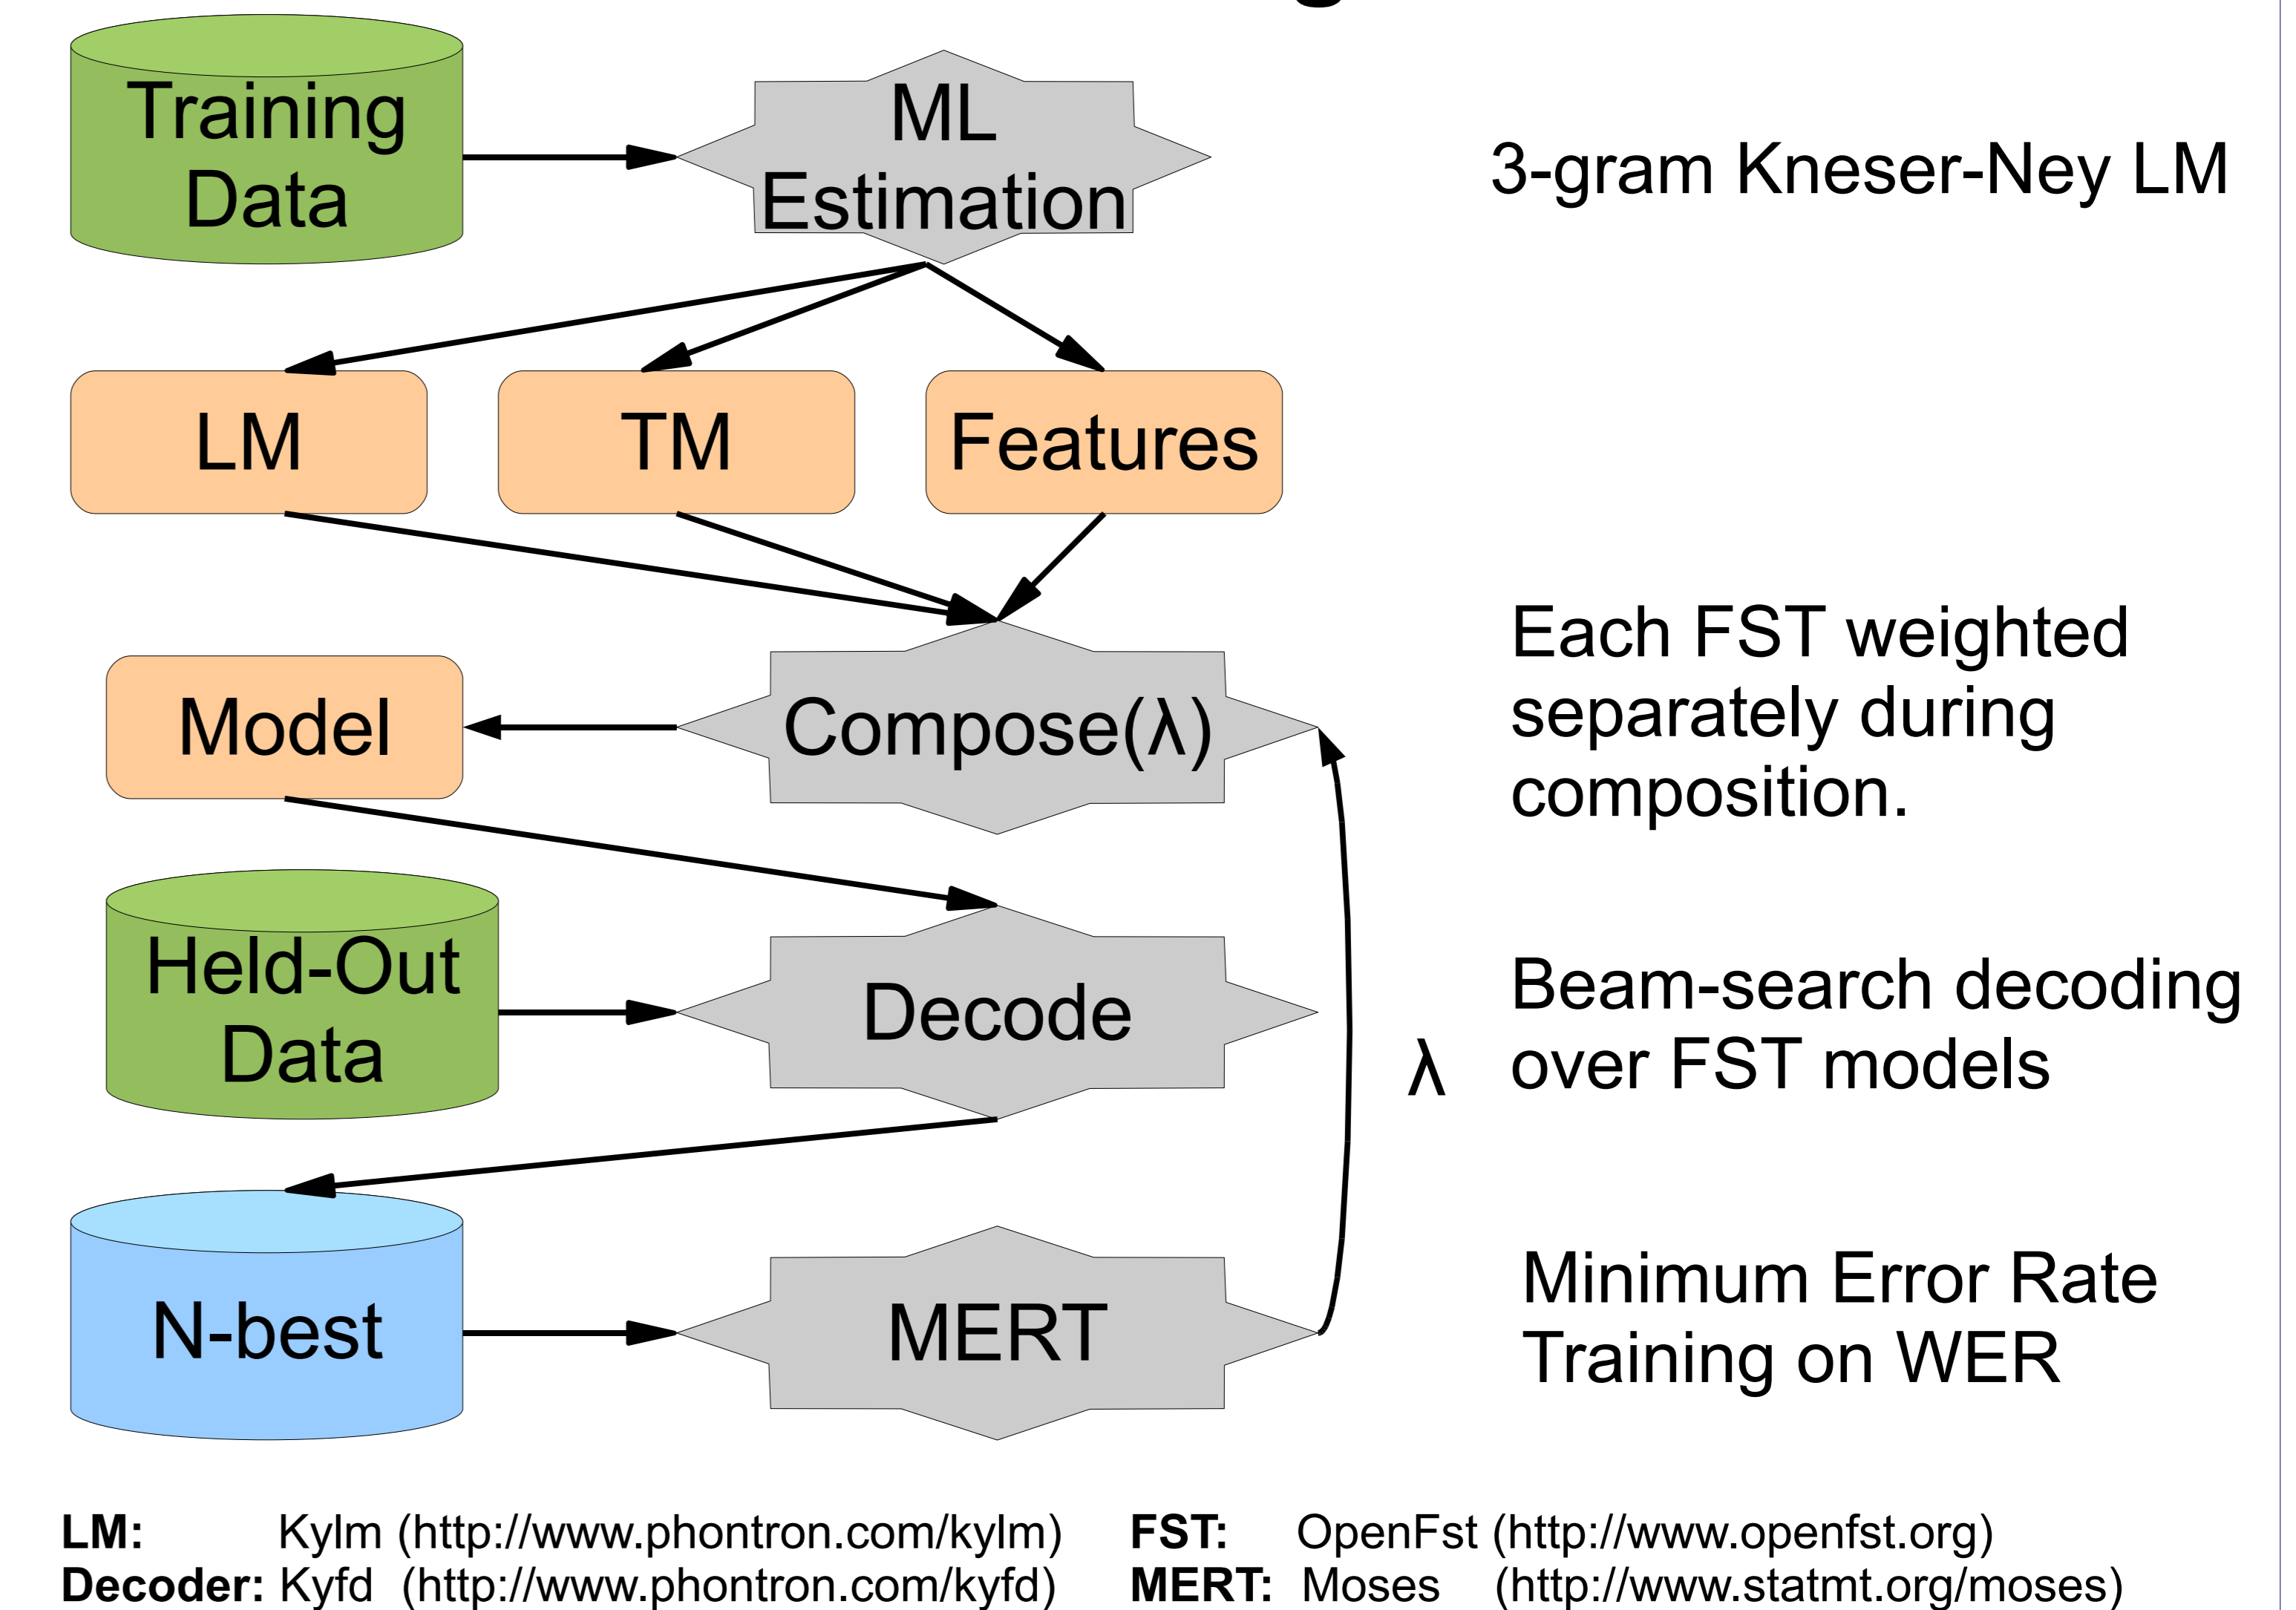 Training
Data
ML
Estimation
3-gram Kneser-Ney LM
LM
TM
Features
Model
Compose(λ)
Each FST weighted
separately during
composition.
Held-Out
Data
Decode
λ
Beam-search decoding
over FST models
N-best
MERT
Minimum Error Rate
Training on WER
LM: Kylm (http://www.phontron.com/kylm) FST: OpenFst (http://www.openfst.org)
Decoder: Kyfd (http://www.phontron.com/kyfd) MERT: Moses (http://www.statmt.org/moses)